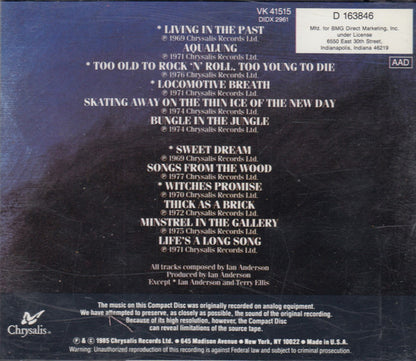 VK 41515
DIDX 2961
D 163846
Mfd. for BMG Direct Marketing, Inc.
under License
6550 East 30th Street,
Indianapolis, Indiana 46219
AAD
* LIVING IN THE PAST
℗ 1969 Chrysalis Records Ltd.
AQUALUNG
℗ 1971 Chrysalis Records Ltd.
* TOO OLD TO ROCK 'N' ROLL, TOO YOUNG TO DIE
℗ 1976 Chrysalis Records Ltd.
* LOCOMOTIVE BREATH
℗ 1971 Chrysalis Records Ltd.
SKATING AWAY ON THE THIN ICE OF THE NEW DAY
℗ 1974 Chrysalis Records Ltd.
BUNGLE IN THE JUNGLE
℗ 1974 Chrysalis Records Ltd.
* SWEET DREAM
℗ 1969 Chrysalis Records Ltd.
SONGS FROM THE WOOD
℗ 1976 Chrysalis Records Ltd.
* WITCHES PROMISE
℗ 1970 Chrysalis Records Ltd.
THICK AS A BRICK
℗ 1972 Chrysalis Records Ltd.
MINSTREL IN THE GALLERY
℗ 1975 Chrysalis Records Ltd.
LIFE'S A LONG SONG
℗ 1971 Chrysalis Records Ltd.
All tracks composed by Ian Anderson
Produced by Ian Anderson
Except * Ian Anderson and Terry Ellis
The music on this Compact Disc was originally recorded on analog equipment.
We have attempted to preserve, as closely as possible, the sound of the original recording.
Because of its high resolution, however, the Compact Disc
can reveal limitations of the source tape.
Chrysalis
℗ & © 1985 Chrysalis Records Ltd. • 645 Madison Avenue • New York, NY 10022 • Made in U.S.A.
Warning: Unauthorized reproduction of this recording is against Federal law and subject to criminal prosecution.